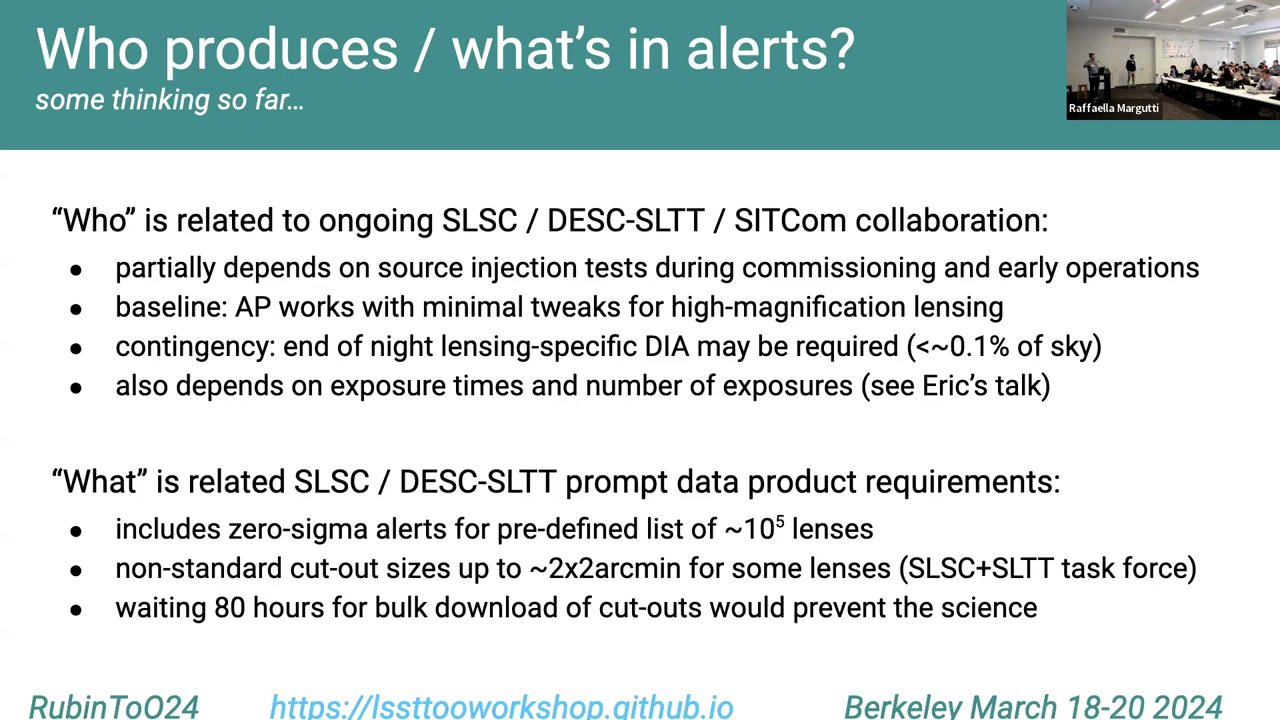 Who produces / what’s in alerts?
some thinking so far…
Raffaella Margutti
“Who” is related to ongoing SLSC / DESC-SLTT / SITCom collaboration:
● partially depends on source injection tests during commissioning and early operations
● baseline: AP works with minimal tweaks for high-magnification lensing
● contingency: end of night lensing-specific DIA may be required (<~0.1% of sky)
● also depends on exposure times and number of exposures (see Eric’s talk)
“What” is related SLSC / DESC-SLTT prompt data product requirements:
● includes zero-sigma alerts for pre-defined list of ~10⁵ lenses
● non-standard cut-out sizes up to ~2x2arcmin for some lenses (SLSC+SLTT task force)
● waiting 80 hours for bulk download of cut-outs would prevent the science
RubinToO24 https://lssttooworkshop.github.io Berkeley March 18-20 2024